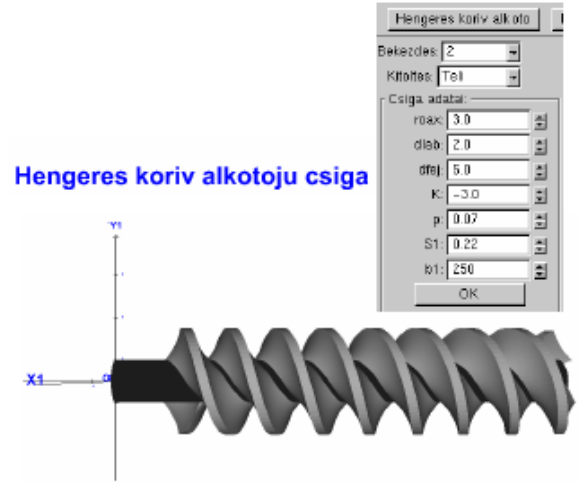 Hengeres koriv alkoto
Bekezdes: 2
Kitoltes: Teli
Csiga adatai:
roax: 3.0
dlab: 2.0
dfej: 5.0
K: -3.0
p: 0.07
S1: 0.22
b1: 250
OK
Hengeres koriv alkotoju csiga
Y1
X1